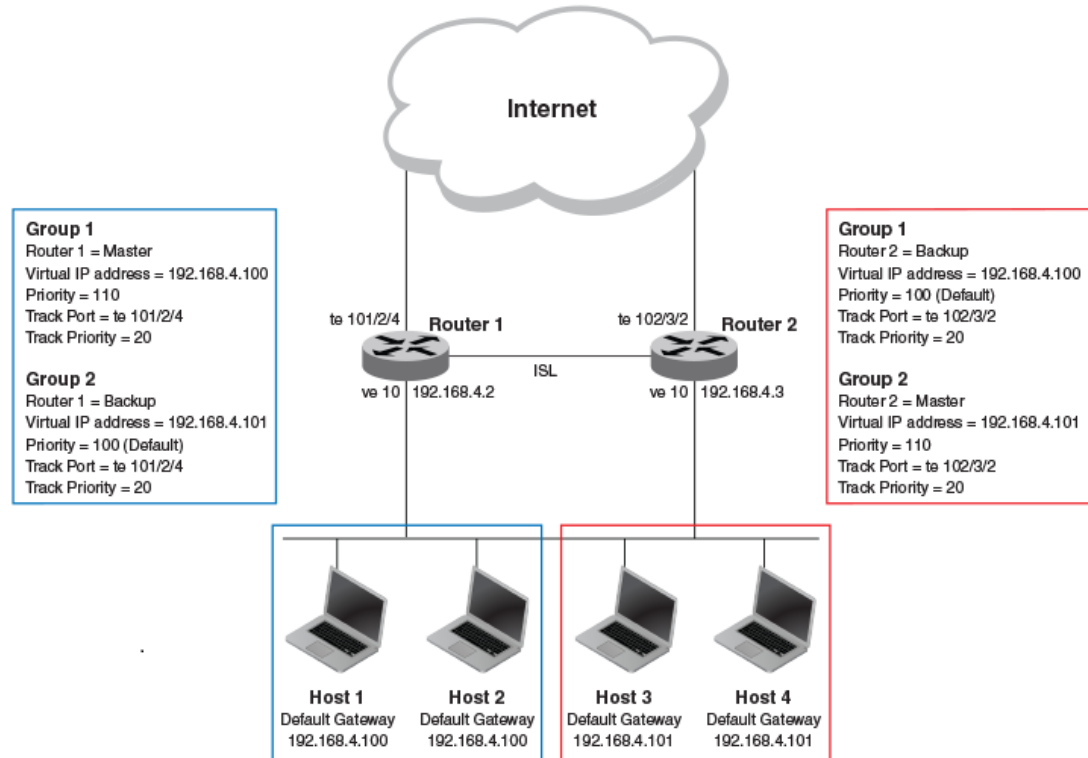 Internet
Group 1
Router 1 = Master
Virtual IP address = 192.168.4.100
Priority = 110
Track Port = te 101/2/4
Track Priority = 20
Group 2
Router 1 = Backup
Virtual IP address = 192.168.4.101
Priority = 100 (Default)
Track Port = te 101/2/4
Track Priority = 20
Group 1
Router 2 = Backup
Virtual IP address = 192.168.4.100
Priority = 100 (Default)
Track Port = te 102/3/2
Track Priority = 20
Group 2
Router 2 = Master
Virtual IP address = 192.168.4.101
Priority = 110
Track Port = te 102/3/2
Track Priority = 20
te 101/2/4
Router 1
te 102/3/2
Router 2
ISL
ve 10
192.168.4.2
ve 10
192.168.4.3
Host 1
Default Gateway
192.168.4.100
Host 2
Default Gateway
192.168.4.100
Host 3
Default Gateway
192.168.4.101
Host 4
Default Gateway
192.168.4.101